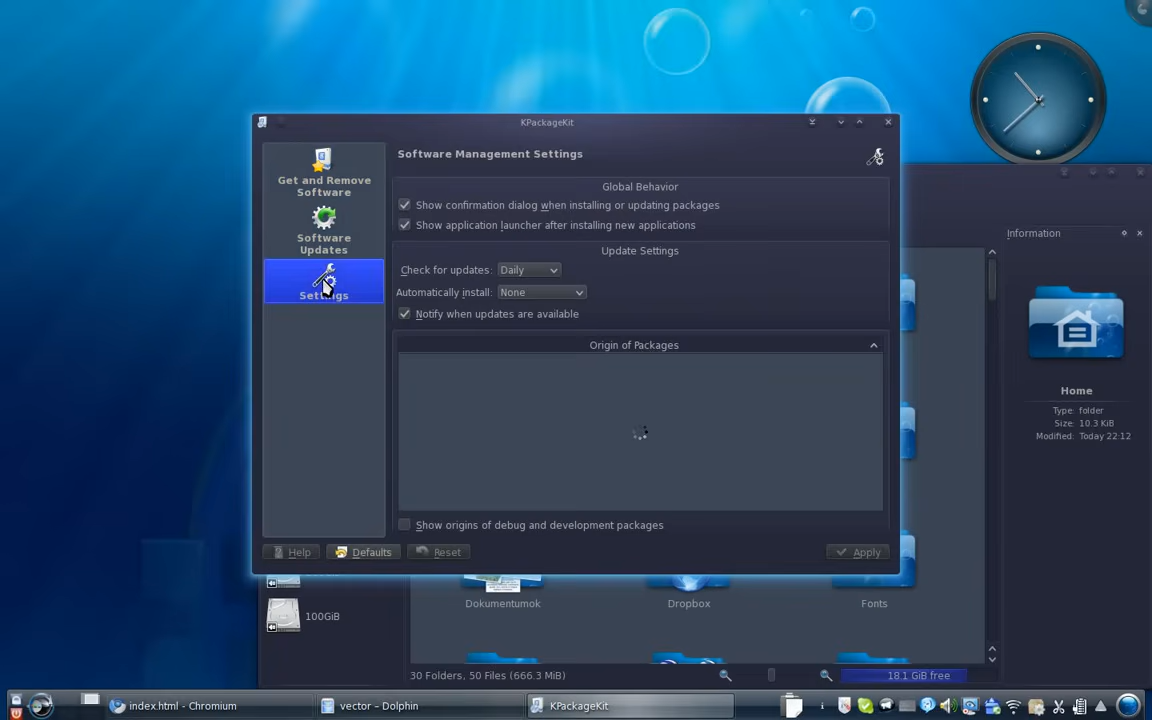 KPackageKit
Get and Remove
Software
Software
Updates
Settings
Software Management Settings
Global Behavior
Show confirmation dialog when installing or updating packages
Show application launcher after installing new applications
Update Settings
Check for updates: Daily
Automatically install: None
Notify when updates are available
Origin of Packages
Show origins of debug and development packages
Help
Defaults
Reset
Apply
Information
Home
Type: folder
Size: 10.3 KiB
Modified: Today 22:12
100GiB
Dokumentumok
Dropbox
Fonts
30 Folders, 50 Files (666.3 MiB)
18.1 GiB free
index.html - Chromium
vector - Dolphin
KPackageKit